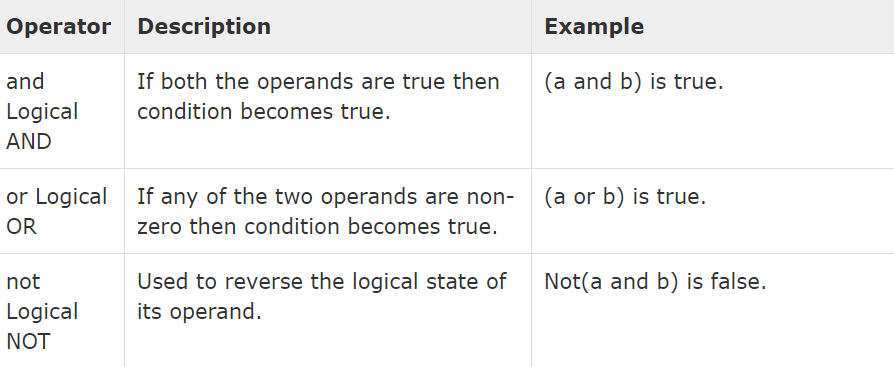 Operator Description Example
and If both the operands are true then (a and b) is true.
Logical condition becomes true.
AND
or Logical If any of the two operands are non- (a or b) is true.
OR zero then condition becomes true.
not Used to reverse the logical state of Not(a and b) is false.
Logical its operand.
NOT